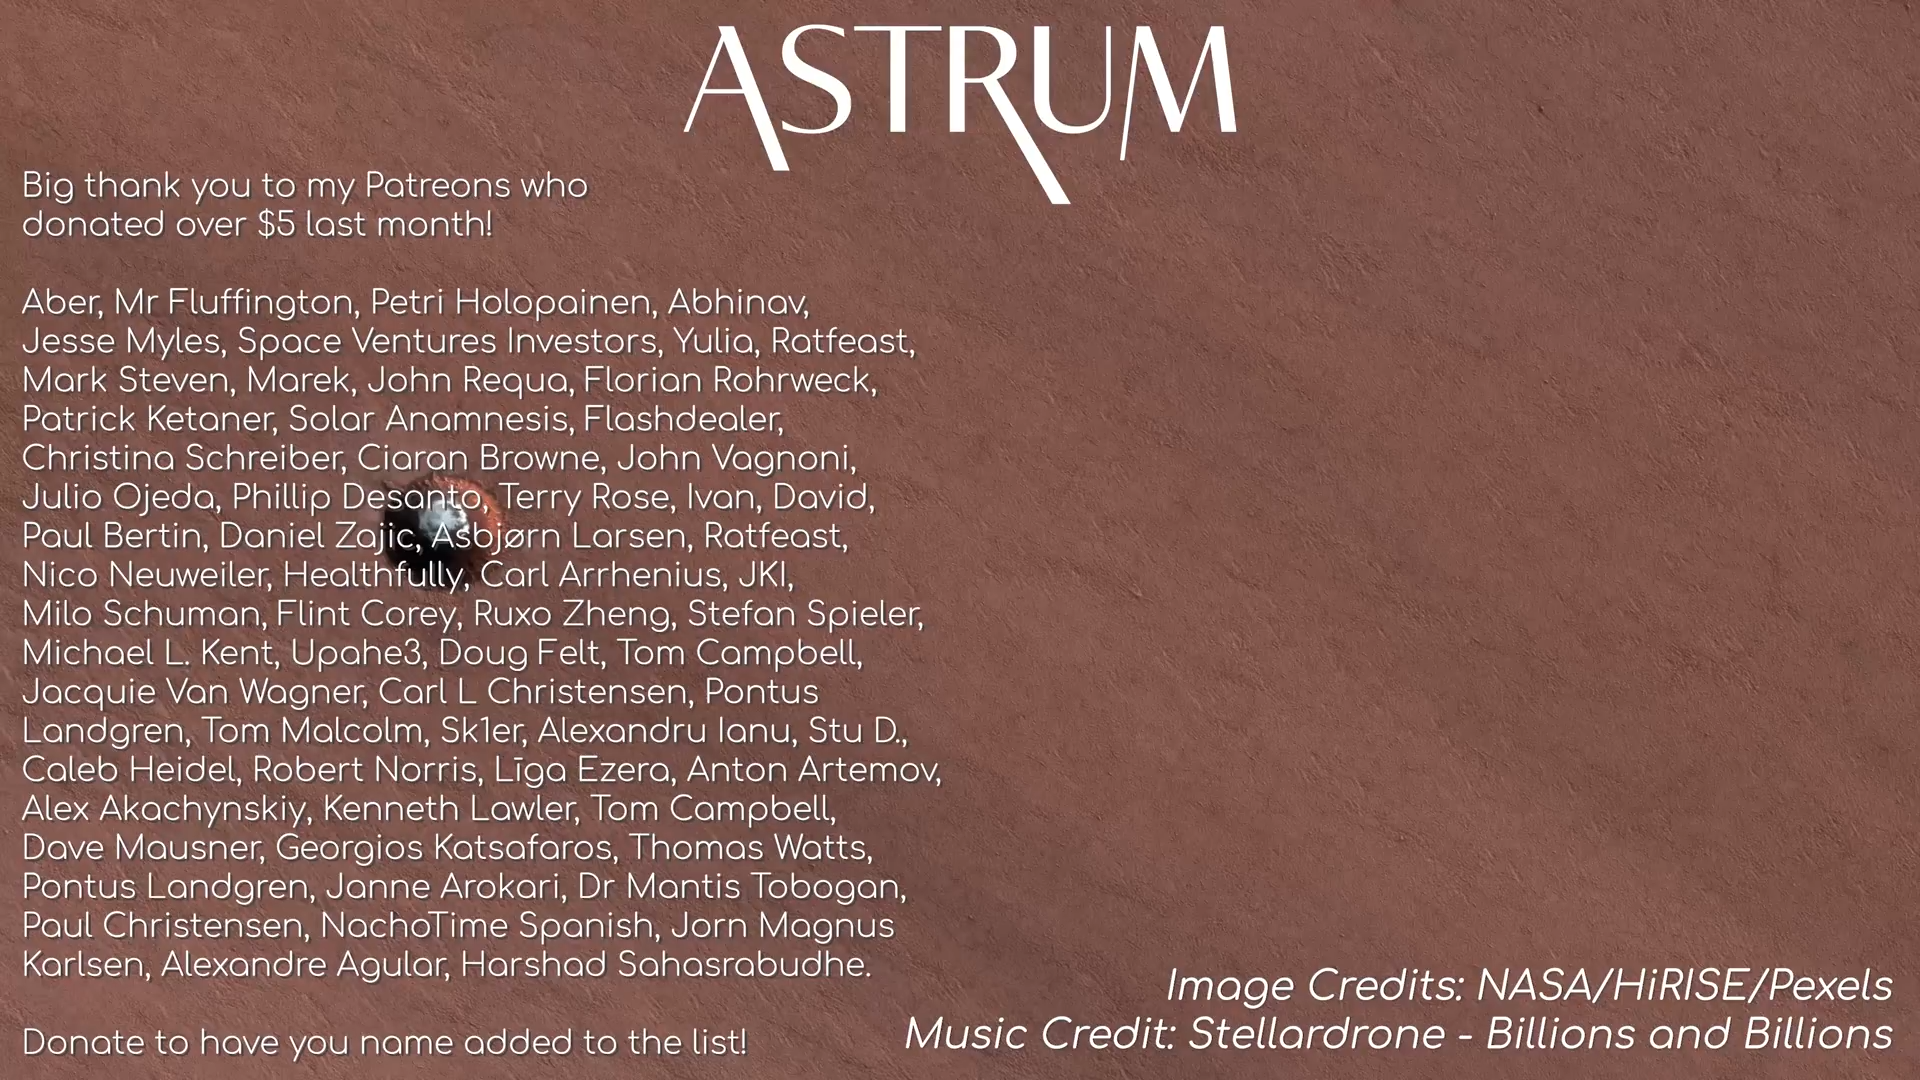 ASTRUM
Big thank you to my Patreons who
donated over $5 last month!
Aber, Mr Fluffington, Petri Holopainen, Abhinav,
Jesse Myles, Space Ventures Investors, Yulia, Ratfeast,
Mark Steven, Marek, John Requa, Florian Rohrweck,
Patrick Ketaner, Solar Anamnesis, Flashdealer,
Christina Schreiber, Ciaran Browne, John Vagnoni,
Julio Ojeda, Phillip Desanto, Terry Rose, Ivan, David,
Paul Bertin, Daniel Zajic, Asbjørn Larsen, Ratfeast,
Nico Neuweiler, Healthfully, Carl Arrhenius, JKI,
Milo Schuman, Flint Corey, Ruxo Zheng, Stefan Spieler,
Michael L. Kent, Upahe3, Doug Felt, Tom Campbell,
Jacquie Van Wagner, Carl L Christensen, Pontus
Landgren, Tom Malcolm, Sk1er, Alexandru Ianu, Stu D.,
Caleb Heidel, Robert Norris, Līga Ezera, Anton Artemov,
Alex Akachynskiy, Kenneth Lawler, Tom Campbell,
Dave Mausner, Georgios Katsafaros, Thomas Watts,
Pontus Landgren, Janne Arokari, Dr Mantis Tobogan,
Paul Christensen, NachoTime Spanish, Jorn Magnus
Karlsen, Alexandre Agular, Harshad Sahasrabudhe.
Donate to have you name added to the list!
Image Credits: NASA/HiRISE/Pexels
Music Credit: Stellardrone - Billions and Billions